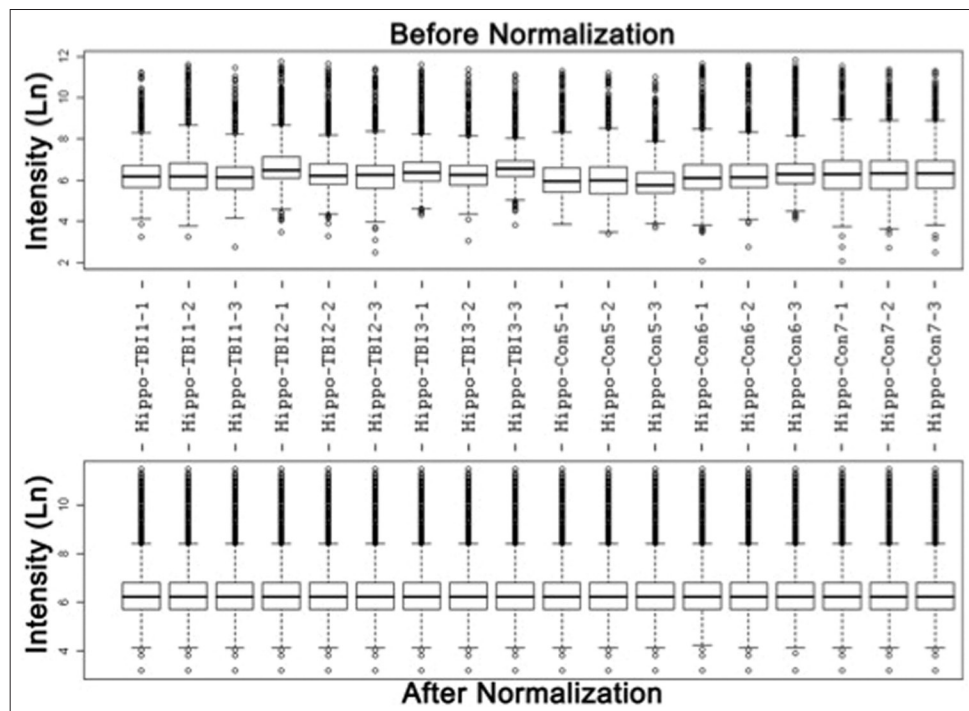 Before Normalization
Intensity (Ln)
12
10
8
6
4
2
Hippo-TBI1-1
Hippo-TBI1-2
Hippo-TBI1-3
Hippo-TBI2-1
Hippo-TBI2-2
Hippo-TBI2-3
Hippo-TBI3-1
Hippo-TBI3-2
Hippo-TBI3-3
Hippo-Con5-1
Hippo-Con5-2
Hippo-Con5-3
Hippo-Con6-1
Hippo-Con6-2
Hippo-Con6-3
Hippo-Con7-1
Hippo-Con7-2
Hippo-Con7-3
Intensity (Ln)
10
8
6
4
After Normalization